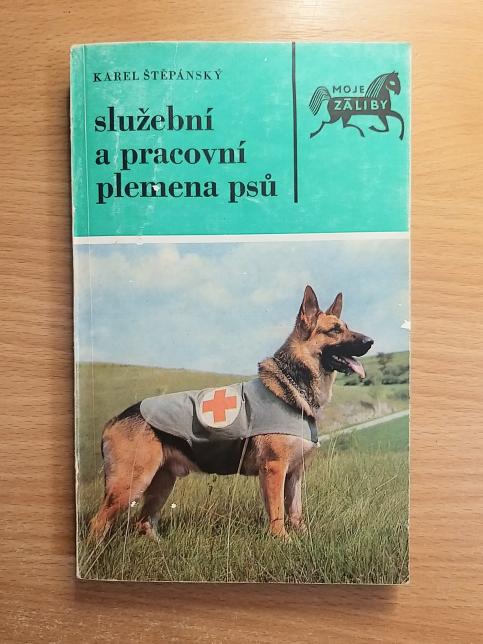 KAREL ŠTĚPÁNSKÝ
služební
a pracovní
plemena psů
MOJE
ZÁLIBY